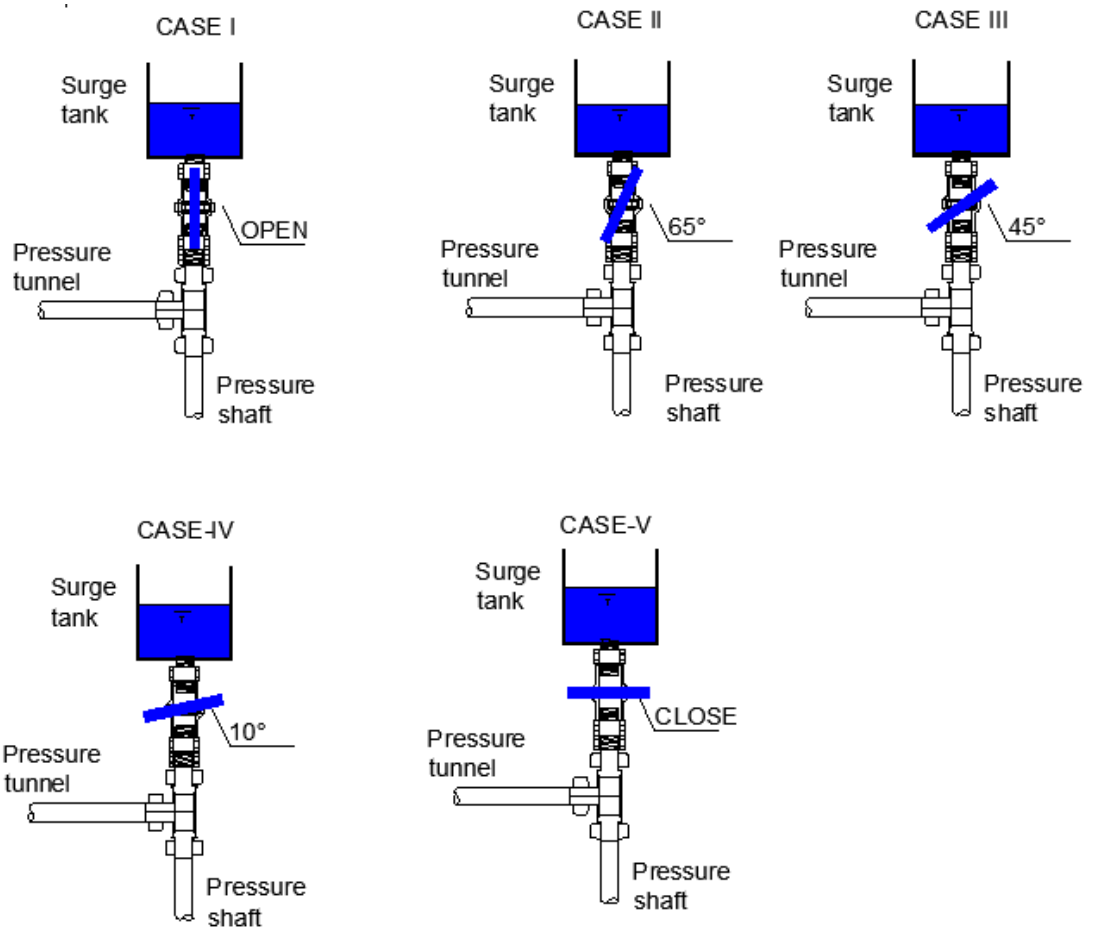 CASE I
Surge
tank
OPEN
Pressure
tunnel
Pressure
shaft
CASE II
Surge
tank
65°
Pressure
tunnel
Pressure
shaft
CASE III
Surge
tank
45°
Pressure
tunnel
Pressure
shaft
CASE-IV
Surge
tank
10°
Pressure
tunnel
Pressure
shaft
CASE-V
Surge
tank
CLOSE
Pressure
tunnel
Pressure
shaft